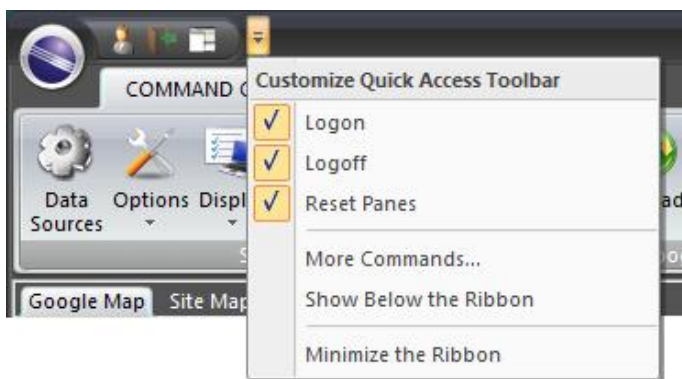 Customize Quick Access Toolbar
COMMAND
Logon
Logoff
Reset Panes
Data Sources
Options
More Commands...
Show Below the Ribbon
Google Map
Site Map
Minimize the Ribbon